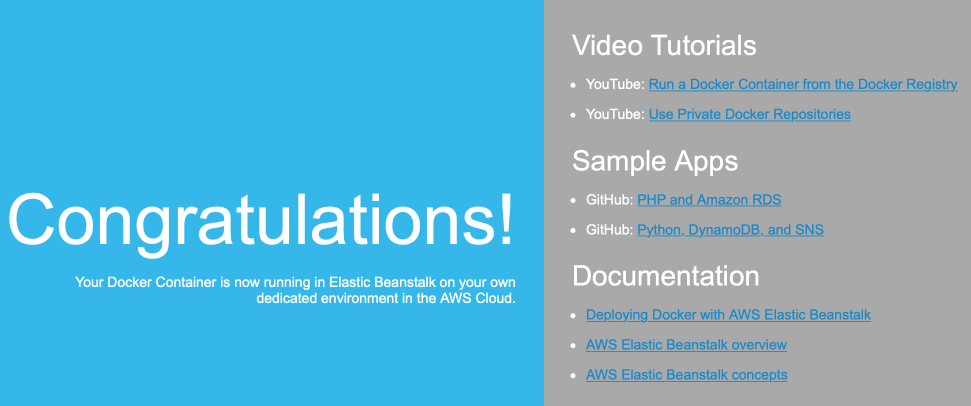 Congratulations!
Your Docker Container is now running in Elastic Beanstalk on your own
dedicated environment in the AWS Cloud.
Video Tutorials
• YouTube: Run a Docker Container from the Docker Registry
• YouTube: Use Private Docker Repositories
Sample Apps
• GitHub: PHP and Amazon RDS
• GitHub: Python, DynamoDB, and SNS
Documentation
• Deploying Docker with AWS Elastic Beanstalk
• AWS Elastic Beanstalk overview
• AWS Elastic Beanstalk concepts